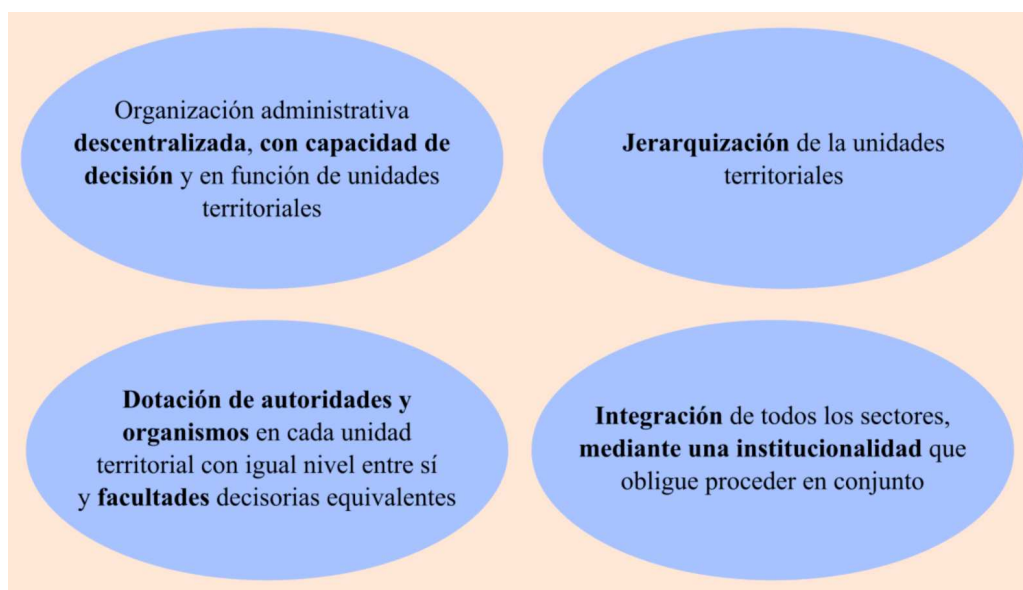 Organización administrativa
descentralizada, con capacidad de
decisión y en función de unidades
territoriales
Jerarquización de la unidades
territoriales
Dotación de autoridades y
organismos en cada unidad
territorial con igual nivel entre sí
y facultades decisorias equivalentes
Integración de todos los sectores,
mediante una institucionalidad que
obligue proceder en conjunto